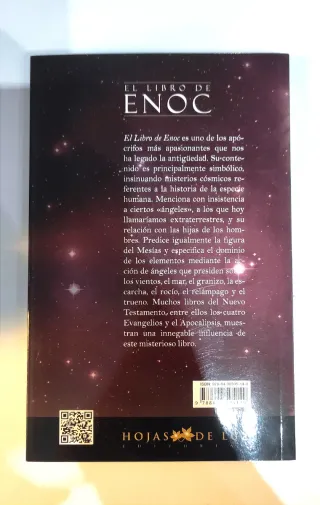 EL LIBRO DE
ENOC
El Libro de Enoc es uno de los apó-
crifos más apasionantes que nos
ha legado la antigüedad. Su conte-
nido es principalmente simbólico,
insinuando misterios cósmicos re-
ferentes a la historia de la especie
humana. Menciona con insistencia
a ciertos «ángeles», a los que hoy
llamaríamos extraterrestres, y su
relación con las hijas de los hom-
bres. Predice igualmente la figura
del Mesías y especifica el dominio
de los elementos mediante la ac-
ción de ángeles que presiden sobre
los vientos, el mar, el granizo, la es-
carcha, el rocío, el relámpago y el
trueno. Muchos libros del Nuevo
Testamento, entre ellos los cuatro
Evangelios y el Apocalipsis, mues-
tran una innegable influencia de
este misterioso libro.
ISBN
HOJAS DE LUZ
EDITORIAL